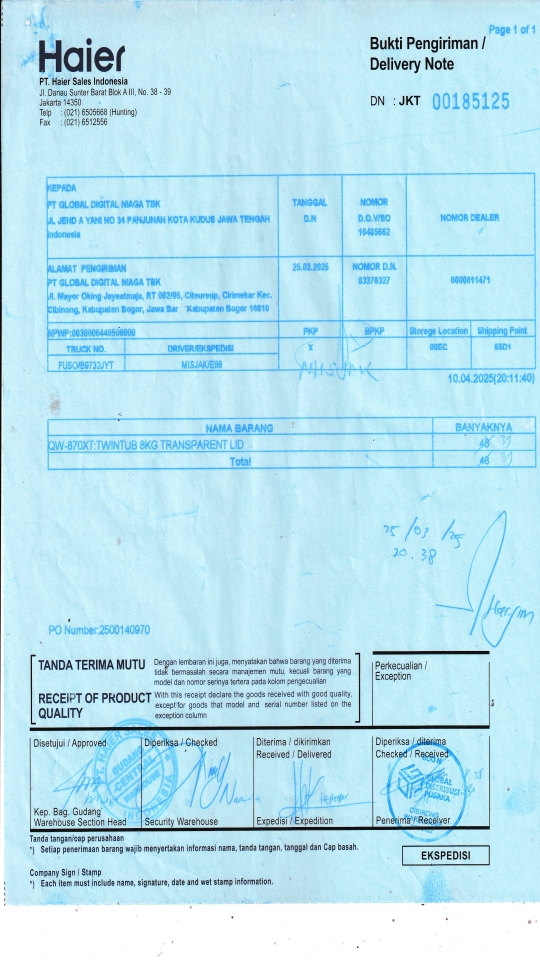 Page 1 of 1
Haier
Bukti Pengiriman /
Delivery Note
PT. Haier Sales Indonesia
Jl. Danau Sunter Barat Blok A III, No. 38 - 39
Jakarta 14350
Telp : (021) 6505668 (Hunting)
Fax : (021) 6512556
DN : JKT 00185125
KEPADA
PT GLOBAL DIGITAL NIAGA TBK
JL JEND A YANI NO 34 PANJUNAN KOTA KUDUS JAWA TENGAH
Indonesia
TANGGAL
D.N
NOMOR
D.O./BO
10485662
NOMOR DEALER
ALAMAT PENGIRIMAN
PT GLOBAL DIGITAL NIAGA TBK
Jl. Mayor Oking Jayaatmaja, RT 002/05, Citeureup, Cirimekar Kec.
Cibinong, Kabupaten Bogor, Jawa Bar Kabupaten Bogor 16810
25.03.2025
NOMOR D.N.
83376327
PKP
BPKP
Storege Location
Shipping Point
TRUCK NO.
DRIVER/EKSPEDISI
X
00EC
65D1
FUSO/B9732JYT
MISJAK
10.04.2025(20:11:40)
NAMA BARANG
BANYAKNYA
QW-870XT:TWINTUB 8KG TRANSPARENT LID
Total
25/03/25
20.38
PO Number:2500140970
TANDA TERIMA MUTU
Dengan lembaran ini juga, menyatakan bahwa barang yang diterima
tidak bermasalah secara manajemen mutu, kecuali barang yang
model dan nomor serinya tertera pada kolom pengecualian
RECEIPT OF PRODUCT
QUALITY
With this receipt declare the goods received with good quality,
except for goods that model and serial number listed on the
exception column
Perkecualian /
Exception
Disetujui / Approved
Diperiksa / Checked
Diterima / dikirimkan
Received / Delivered
Diperiksa / diterima
Checked / Received
GUDANG
CENTRAL
GLOBAL
DISTRIBUSI
PUSAKA
Kep. Bag. Gudang
Warehouse Section Head
Security Warehouse
Expedisi / Expedition
Penerima / Receiver
Tanda tangan/cap perusahaan
*) Setiap penerimaan barang wajib menyertakan informasi nama, tanda tangan, tanggal dan Cap basah.
EKSPEDISI
Company Sign / Stamp
*) Each item must include name, signature, date and wet stamp information.